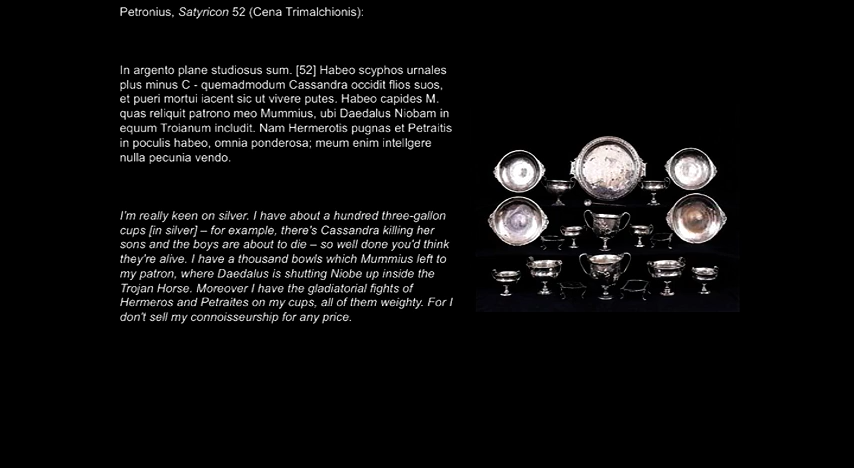 Petronius, Satyricon 52 (Cena Trimalchionis):
In argento plane studiosus sum. [52] Habeo scyphos urnales
plus minus C - quemadmodum Cassandra occidit flios suos,
et pueri mortui iacent sic ut vivere putes. Habeo capides M.
quas reliquit patrono meo Mummius, ubi Daedalus Niobam in
equum Troianum includit. Nam Hermerotis pugnas et Petraitis
in poculis habeo, omnia ponderosa; meum enim intellgere
nulla pecunia vendo.
I'm really keen on silver. I have about a hundred three-gallon
cups [in silver] – for example, there's Cassandra killing her
sons and the boys are about to die – so well done you'd think
they're alive. I have a thousand bowls which Mummius left to
my patron, where Daedalus is shutting Niobe up inside the
Trojan Horse. Moreover I have the gladiatorial fights of
Hermeros and Petraites on my cups, all of them weighty. For I
don't sell my connoisseurship for any price.